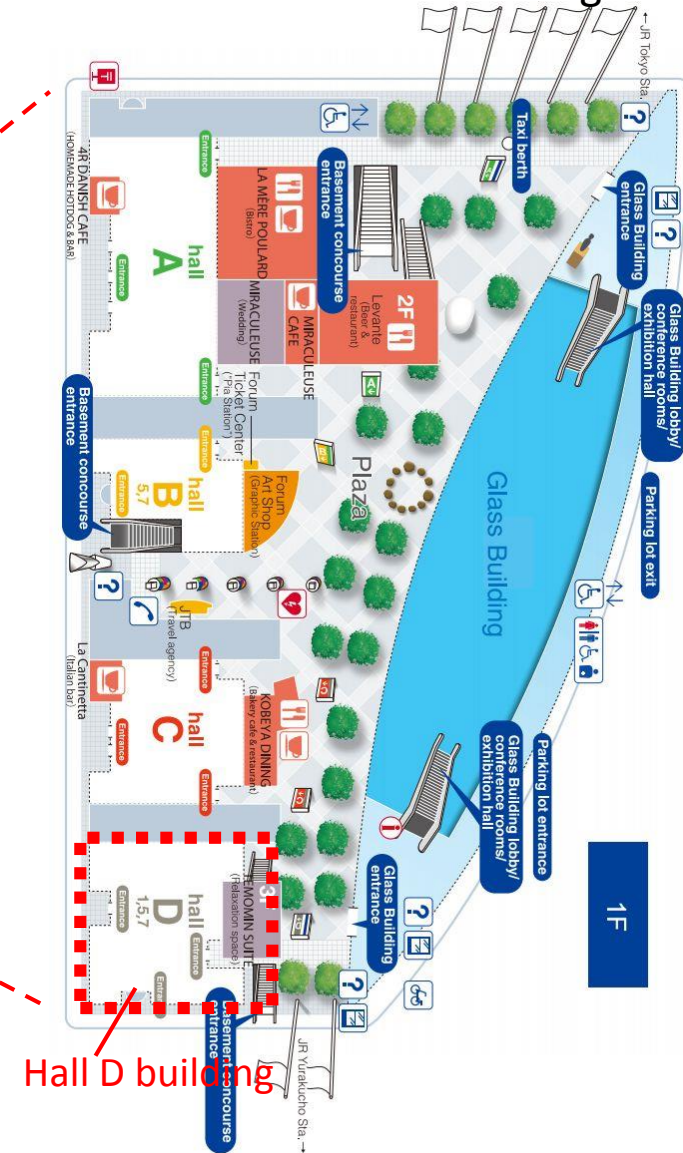 ← JR Tokyo Sta.
Taxi berth
Basement concourse
entrance
Glass Building
entrance
4R DANISH CAFE
(HOMEMADE HOTDOG & BAR)
Entrance
Entrance
hall
A
LA MÈRE POULARD
(Bistro)
2F
Levante
(Beer &
restaurant)
MIRACULEUSE
CAFE
MIRACULEUSE
(Wedding)
Glass Building lobby/
conference rooms/
exhibition hall
Entrance
A
Forum
Ticket Center
("Pia Station")
Entrance
Basement concourse
entrance
Entrance
hall
B
5,7
Forum
Art Shop
(Graphic Station)
Plaza
Glass Building
Parking lot exit
JTB
(Travel agency)
La Cantinetta
(Italian bar)
Entrance
Entrance
hall
C
Entrance
KOBEYA DINING
(Bakery cafe & restaurant)
Glass Building lobby/
conference rooms/
exhibition hall
Parking lot entrance
1F
Entrance
hall
D
1,5,7
Entrance
3F
TEMOMIN SUITE
(Relaxation space)
Glass Building
entrance
Basement concourse
entrance
JR Yurakucho Sta. →
Hall D building